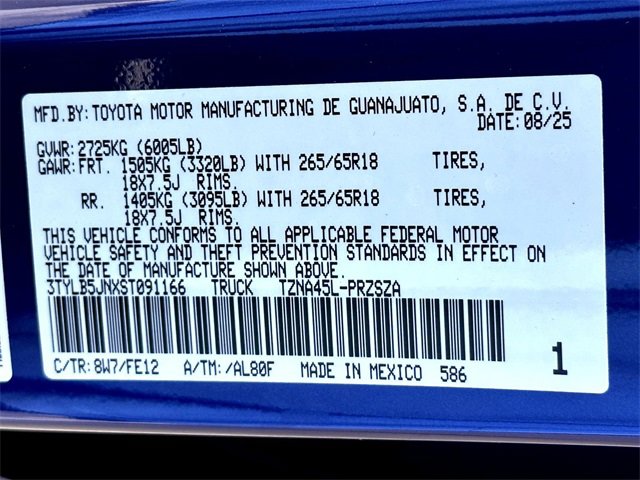 MFD.BY: TOYOTA MOTOR MANUFACTURING DE GUANAJUATO, S.A. DE C.V.
DATE: 08/25
GVWR: 2725KG (6005LB)
GAWR: FRT. 1505KG (3320LB) WITH 265/65R18 TIRES,
18X7.5J RIMS.
RR. 1405KG (3095LB) WITH 265/65R18 TIRES,
18X7.5J RIMS.
THIS VEHICLE CONFORMS TO ALL APPLICABLE FEDERAL MOTOR
VEHICLE SAFETY AND THEFT PREVENTION STANDARDS IN EFFECT ON
THE DATE OF MANUFACTURE SHOWN ABOVE.
3TYLB5JNXST091166 TRUCK TZNA45L-PRZSZA
C/TR: 8W7/FE12 A/TM: /AL80F MADE IN MEXICO 586 1